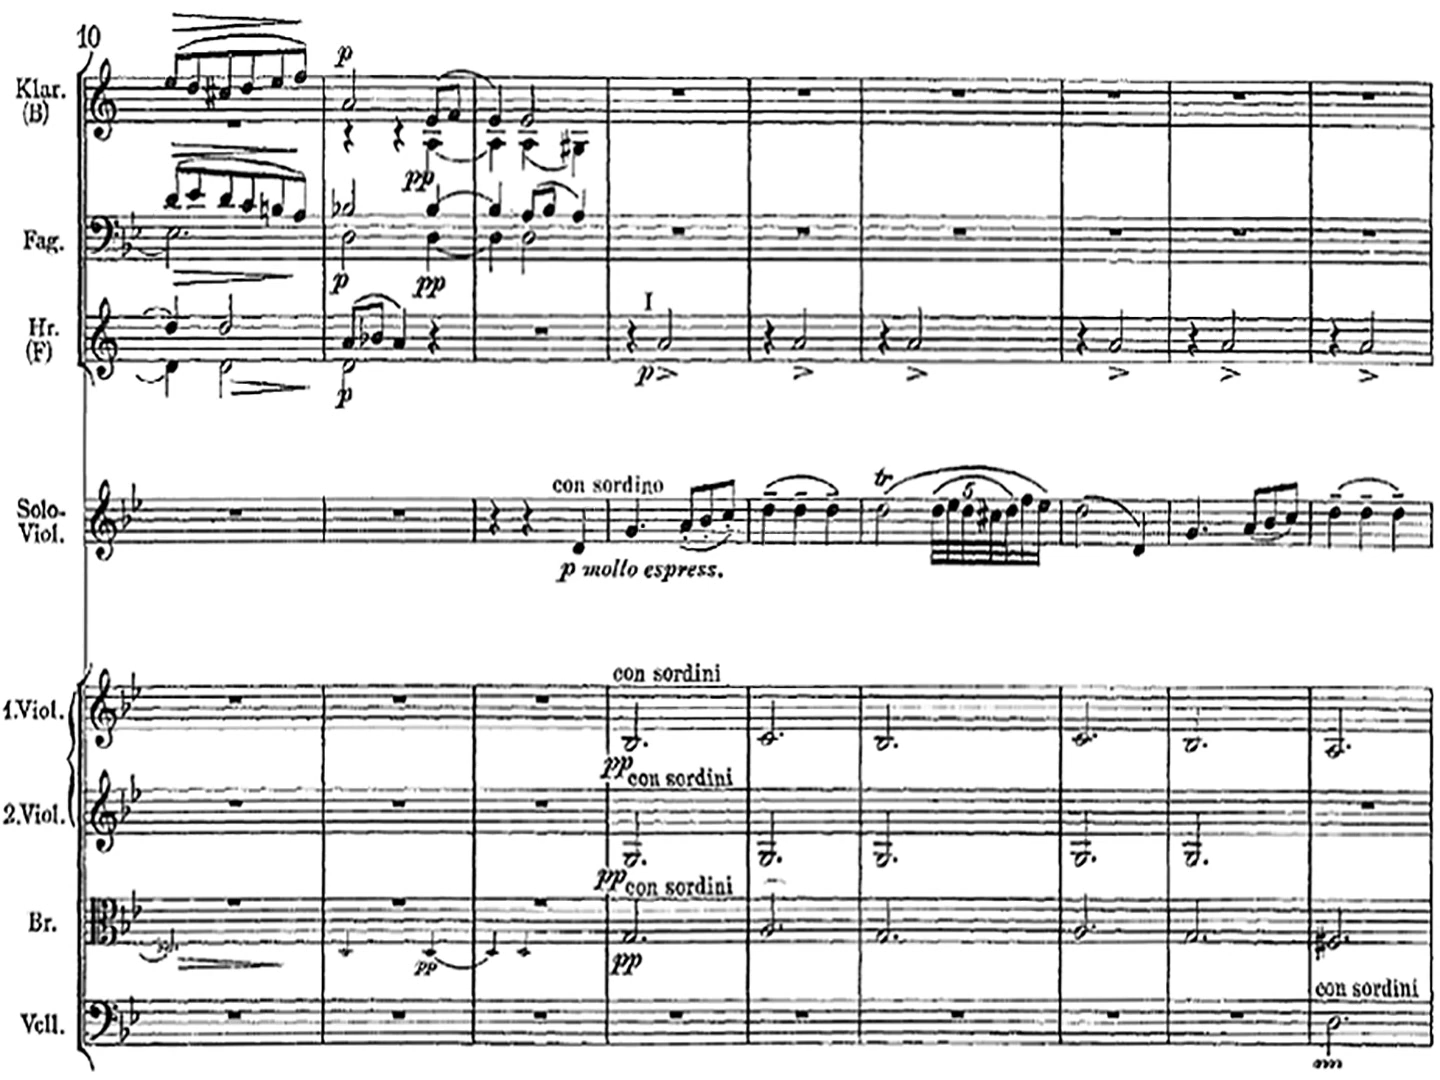 10
p
Klar.
(B)
pp
Fag.
p pp
I
Hr.
(F)
p
p
con sordino
tr
5
Solo-
Viol.
p molto espress.
con sordini
1.Viol.
pp
con sordini
2.Viol.
pp
con sordini
Br.
pp
pp
con sordini
Vcll.